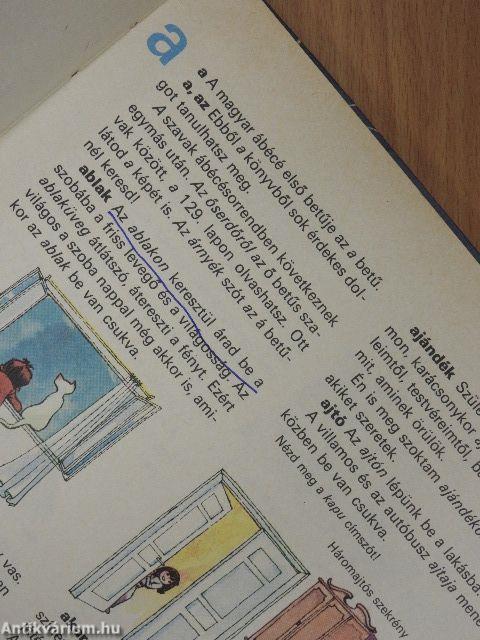 a
a A magyar ábécé első betűje az a betű.
a, az Ebből a könyvből sok érdekes dol-
got tanulhatsz meg.
A szavak ábécésorrendben következnek
egymás után. Az őserdőről az ő betűs sza-
vak között, a 129. lapon olvashatsz. Ott
látod a képét is. Az árnyék szót az á betű-
nél keresd!
ablak Az ablakon keresztül árad be a
szobába a friss levegő és a világosság. Az
ablaküveg átlátszó, átereszti a fényt. Ezért
világos a szoba nappal még akkor is, ami-
kor az ablak be van csukva.
ajándék
mon, karácsonykor
leimtől, testvéreimtől,
mit, aminek örülök.
Én is meg szoktam
akiket szeretek.
ajtó Az ajtón lépünk be a lakásba.
A villamos és az autóbusz ajtaja
közben be van csukva.
Nézd meg a kapu címszót!
Háromajtós szekrény
Antikvárium.hu